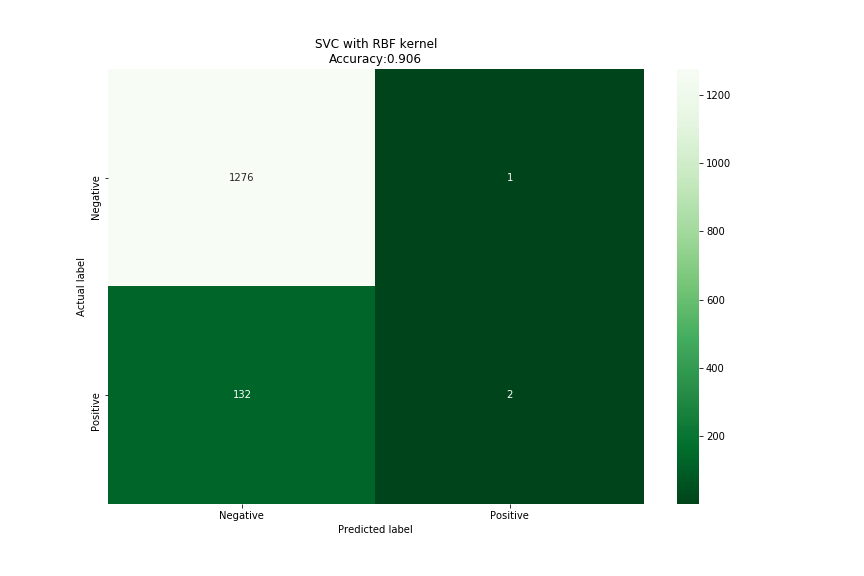 SVC with RBF kernel
Accuracy:0.906
Negative
Positive
Actual label
1276
1
132
2
Negative
Positive
Predicted label
1200
1000
800
600
400
200